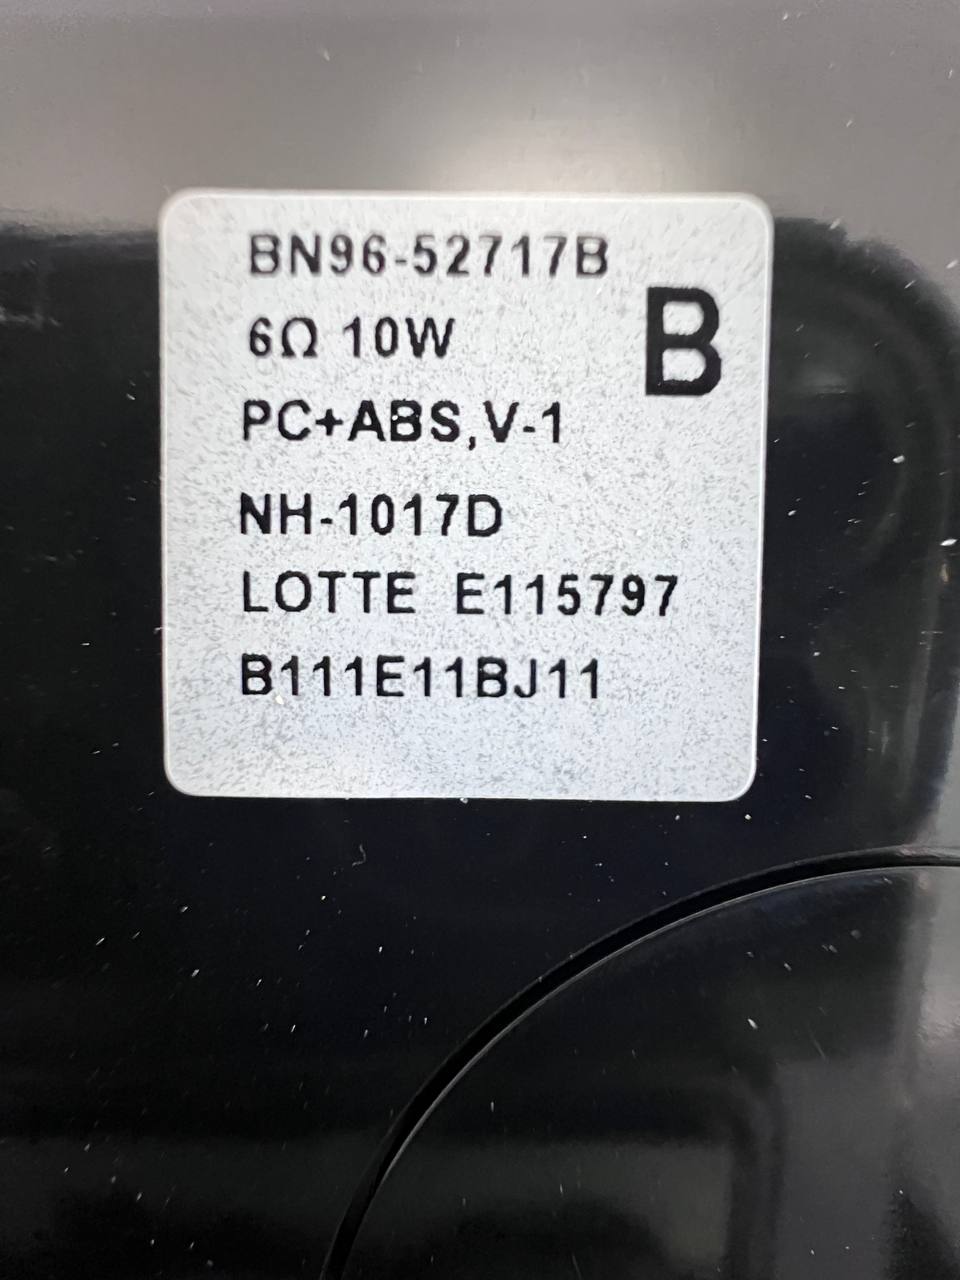 BN96-52717B
6Ω 10W
B
PC+ABS,V-1
NH-1017D
LOTTE E115797
B111E11BJ11